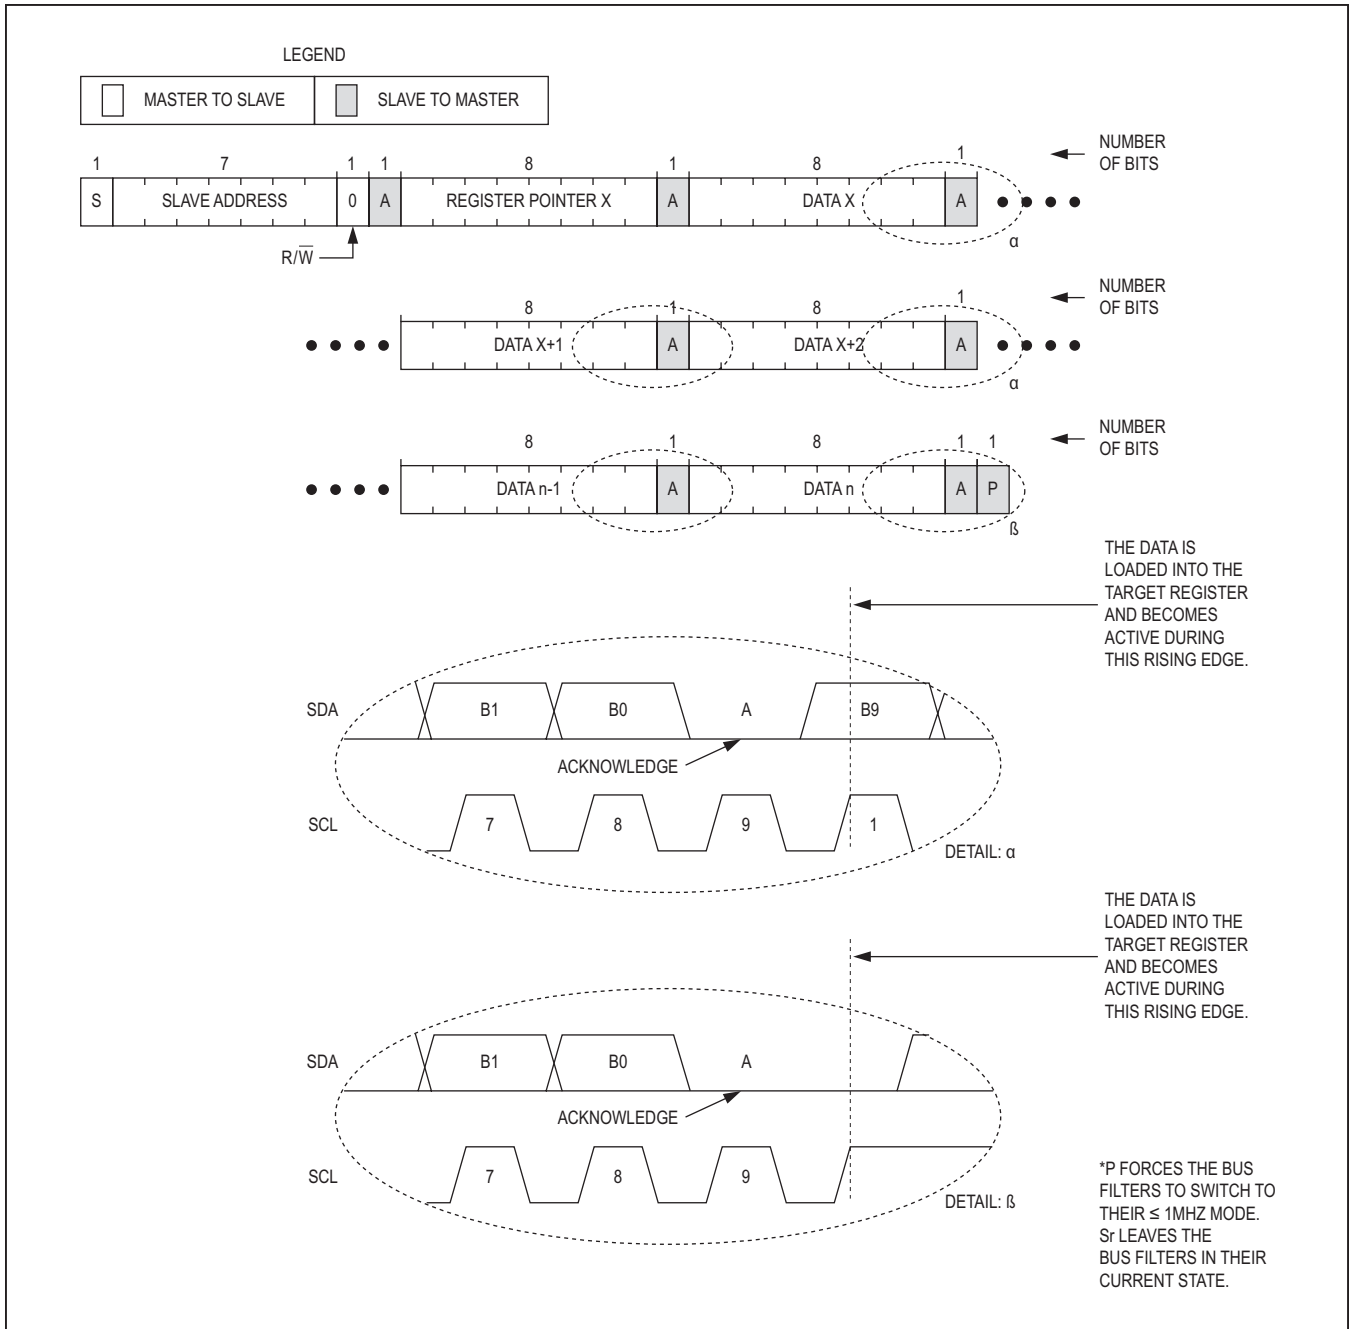 LEGEND
MASTER TO SLAVE SLAVE TO MASTER
1 7 1 1 8 1 8 1 NUMBER
OF BITS
S SLAVE ADDRESS 0 A REGISTER POINTER X A DATA X A
α
R/W̅
8 1 8 1 NUMBER
OF BITS
DATA X+1 A DATA X+2 A
α
8 1 8 1 1 NUMBER
OF BITS
DATA n-1 A DATA n A P
ß
THE DATA IS
LOADED INTO THE
TARGET REGISTER
AND BECOMES
ACTIVE DURING
THIS RISING EDGE.
SDA B1 B0 A B9
ACKNOWLEDGE
SCL 7 8 9 1
DETAIL: α
THE DATA IS
LOADED INTO THE
TARGET REGISTER
AND BECOMES
ACTIVE DURING
THIS RISING EDGE.
SDA B1 B0 A
ACKNOWLEDGE
SCL 7 8 9
DETAIL: ß
*P FORCES THE BUS
FILTERS TO SWITCH TO
THEIR ≤ 1MHZ MODE.
Sr LEAVES THE
BUS FILTERS IN THEIR
CURRENT STATE.